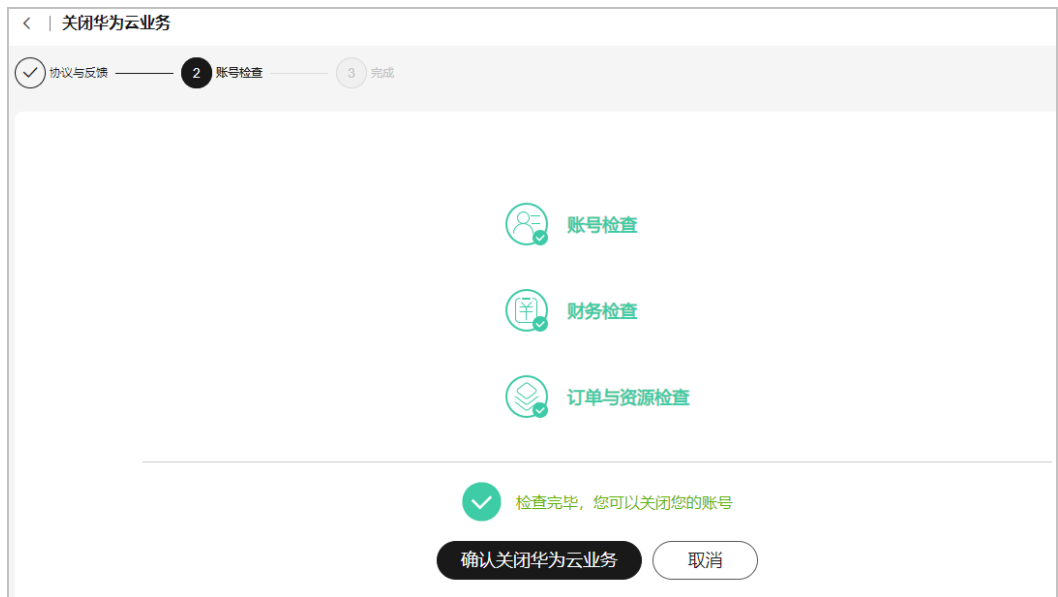 关闭华为云业务
协议与反馈 2 账号检查 3 完成
账号检查
财务检查
订单与资源检查
检查完毕，您可以关闭您的账号
确认关闭华为云业务 取消